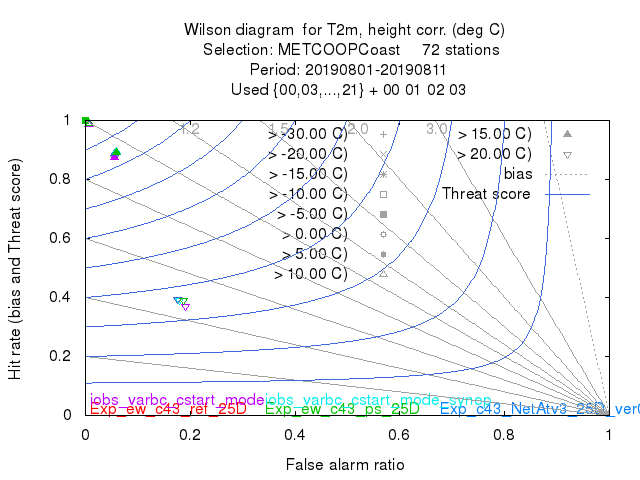 Wilson diagram for T2m, height corr. (deg C)
Selection: METCOOPCoast 72 stations
Period: 20190801-20190811
Used {00,03,...,21} + 00 01 02 03
1.2 1.5 2.0 3.0
> -30.00 C) > 15.00 C)
> -20.00 C) > 20.00 C)
> -15.00 C) bias
> -10.00 C) Threat score
> -5.00 C)
> 0.00 C)
> 5.00 C)
> 10.00 C)
Hit rate (bias and Threat score)
1
0.8
0.6
0.4
0.2
0
jobs_varbc_cstart_mode jobs_varbc_cstart_mode_synop
Exp_ew_c43_ref_25D Exp_ew_c43_ps_25D Exp_c43_NetAtv3_25D_ver0
0 0.2 0.4 0.6 0.8 1
False alarm ratio